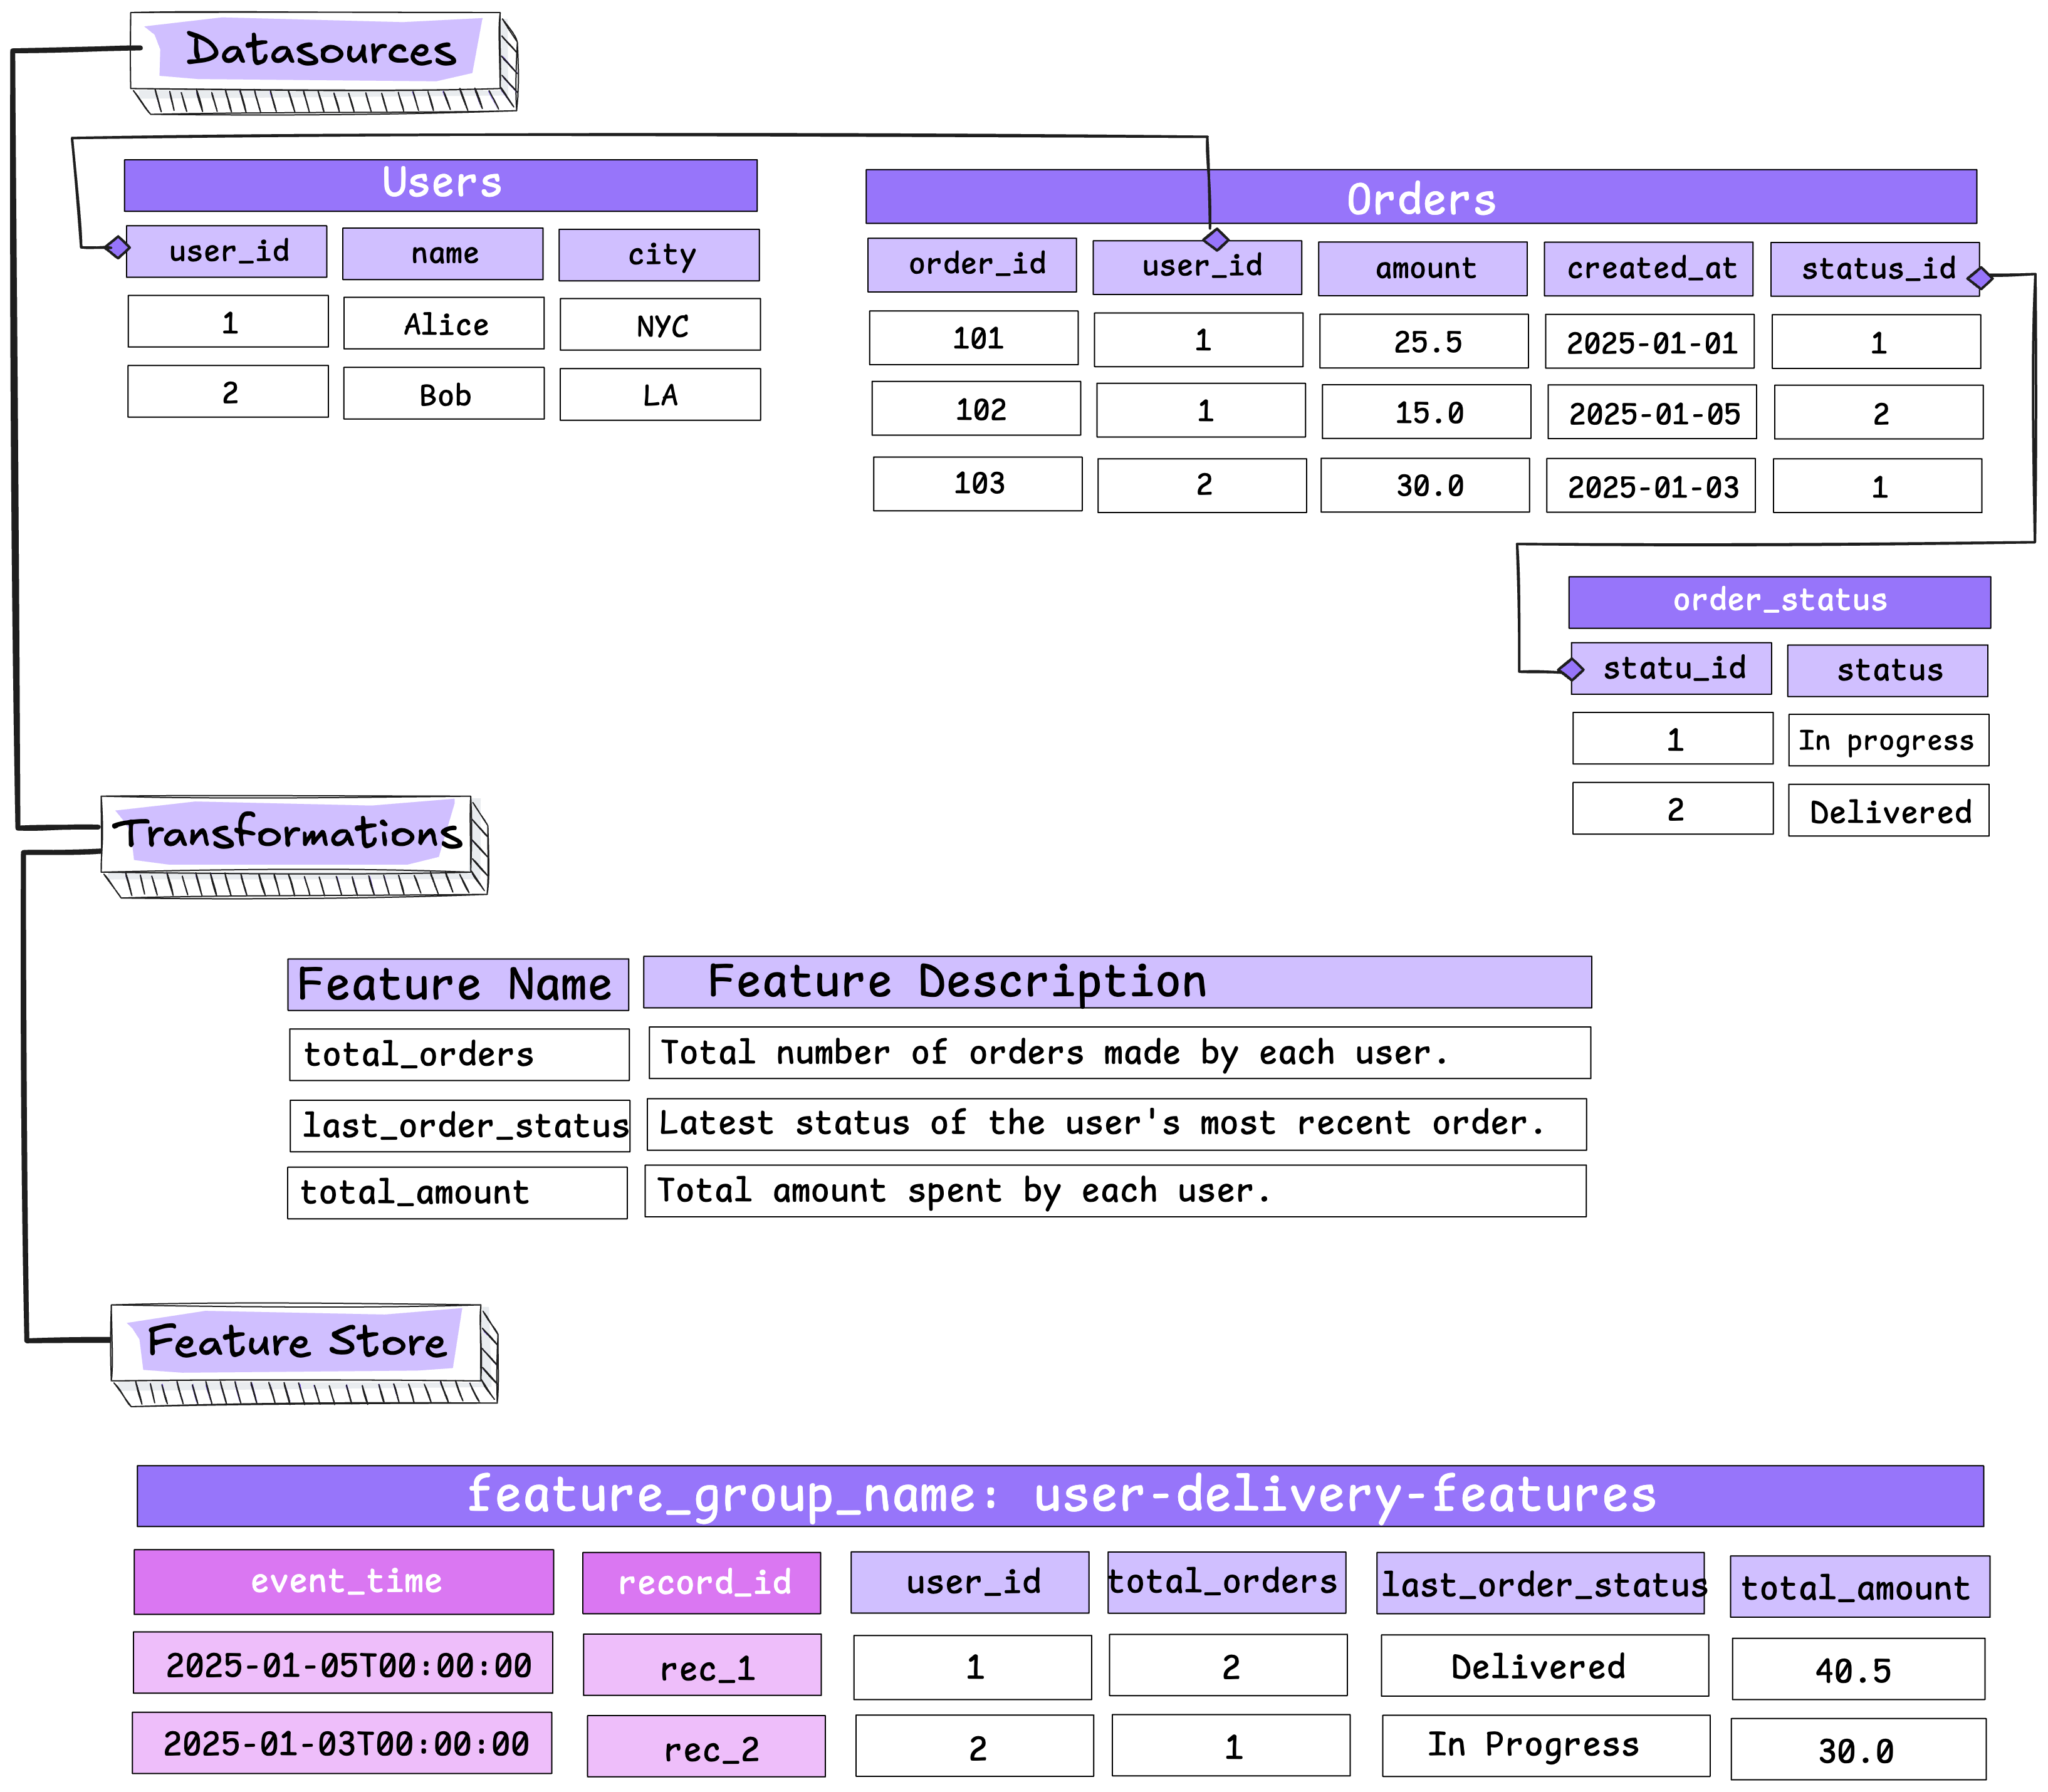 Datasources
Users
user_id name city
1 Alice NYC
2 Bob LA
Orders
order_id user_id amount created_at status_id
101 1 25.5 2025-01-01 1
102 1 15.0 2025-01-05 2
103 2 30.0 2025-01-03 1
order_status
statu_id status
1 In progress
2 Delivered
Transformations
Feature Name Feature Description
total_orders Total number of orders made by each user.
last_order_status Latest status of the user's most recent order.
total_amount Total amount spent by each user.
Feature Store
feature_group_name: user-delivery-features
event_time record_id user_id total_orders last_order_status total_amount
2025-01-05T00:00:00 rec_1 1 2 Delivered 40.5
2025-01-03T00:00:00 rec_2 2 1 In Progress 30.0